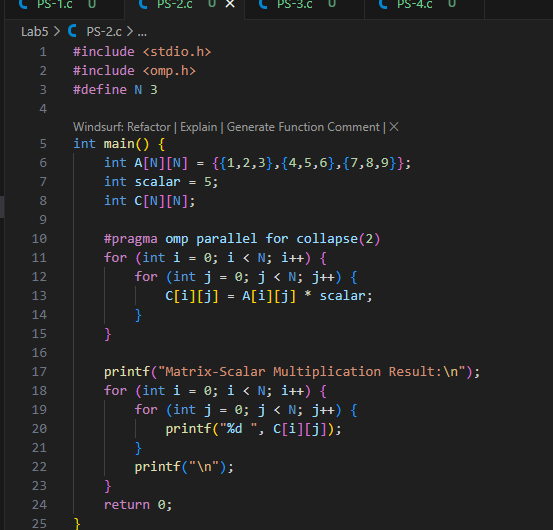 PS-1.c U PS-2.c U × PS-3.c U PS-4.c U
Lab5 > C PS-2.c > ...
1 #include <stdio.h>
2 #include <omp.h>
3 #define N 3
4
Windsurf: Refactor | Explain | Generate Function Comment | ×
5 int main() {
6 int A[N][N] = {{1,2,3},{4,5,6},{7,8,9}};
7 int scalar = 5;
8 int C[N][N];
9
10 #pragma omp parallel for collapse(2)
11 for (int i = 0; i < N; i++) {
12 for (int j = 0; j < N; j++) {
13 C[i][j] = A[i][j] * scalar;
14 }
15 }
16
17 printf("Matrix-Scalar Multiplication Result:\n");
18 for (int i = 0; i < N; i++) {
19 for (int j = 0; j < N; j++) {
20 printf("%d ", C[i][j]);
21 }
22 printf("\n");
23 }
24 return 0;
25 }